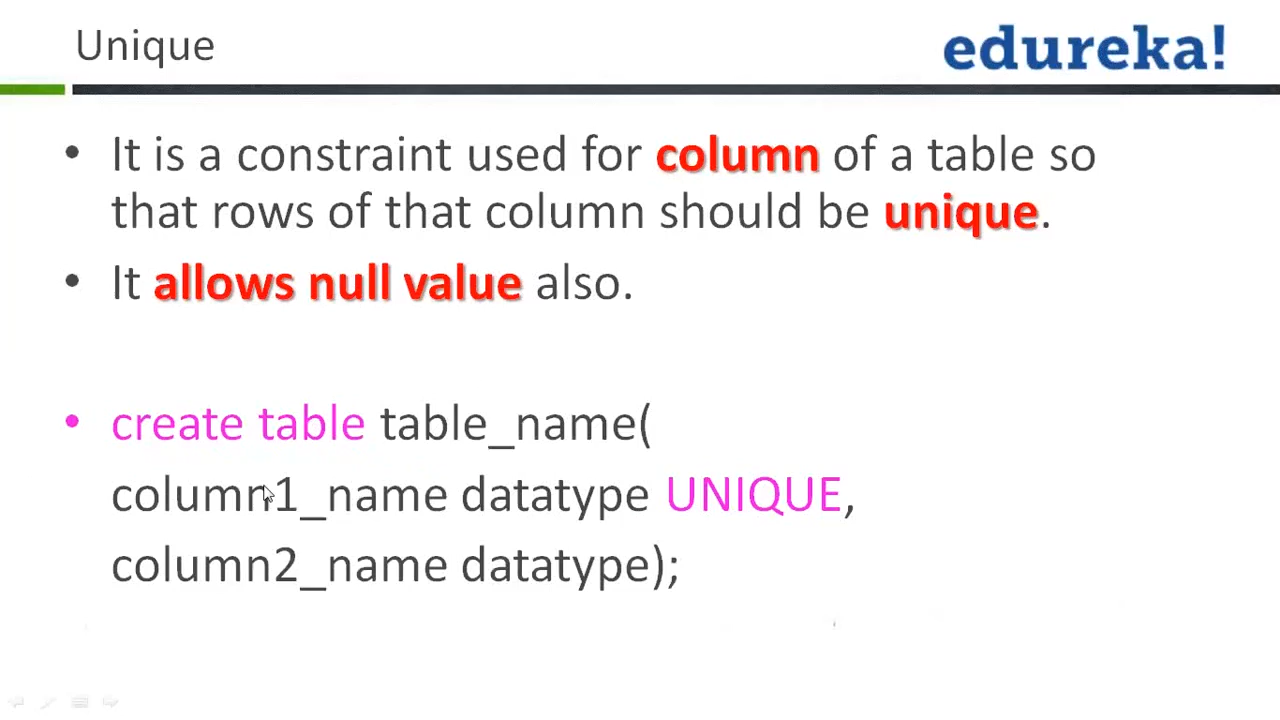 Unique
edureka!
• It is a constraint used for column of a table so
that rows of that column should be unique.
• It allows null value also.
• create table table_name(
column1_name datatype UNIQUE,
column2_name datatype);